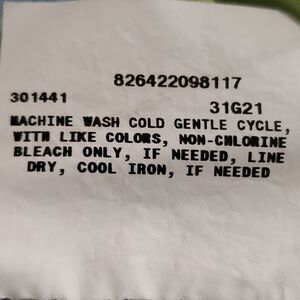 826422098117
301441
31G21
MACHINE WASH COLD GENTLE CYCLE,
WITH LIKE COLORS, NON-CHLORINE
BLEACH ONLY, IF NEEDED, LINE
DRY, COOL IRON, IF NEEDED